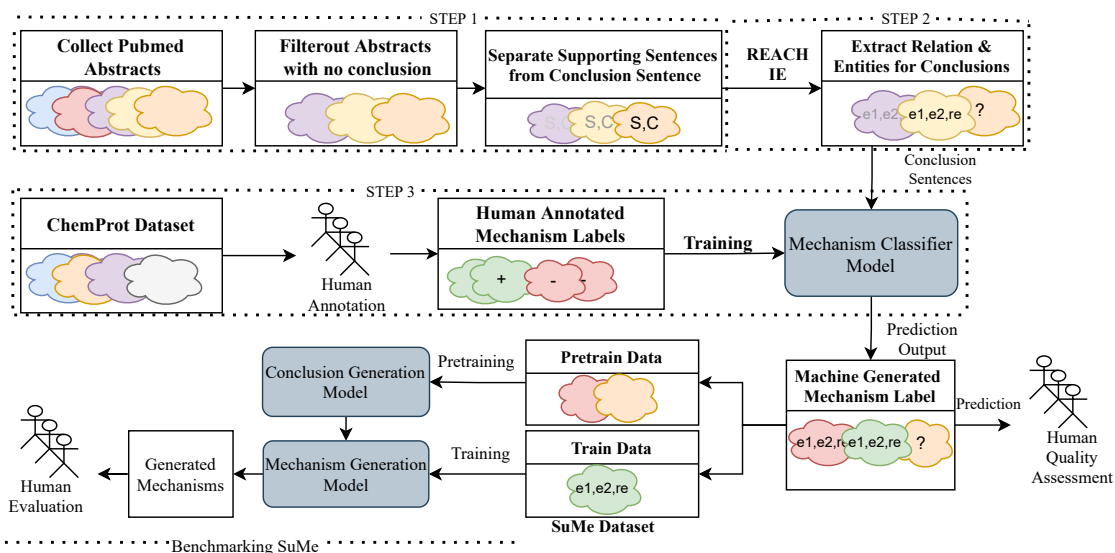 STEP 1
STEP 2
Collect Pubmed
Abstracts
Filterout Abstracts
with no conclusion
Separate Supporting Sentences
from Conclusion Sentence
S,C
S,C
S,C
REACH
IE
Extract Relation &
Entities for Conclusions
e1,e2
e1,e2,re
?
Conclusion
Sentences
STEP 3
ChemProt Dataset
Human
Annotation
Human Annotated
Mechanism Labels
+
-
-
Training
Mechanism Classifier
Model
Prediction
Output
Conclusion Generation
Model
Pretraining
Pretrain Data
Machine Generated
Mechanism Label
e1,e2,re
e1,e2,re
?
Prediction
Human
Quality
Assessment
Human
Evaluation
Generated
Mechanisms
Mechanism Generation
Model
Training
Train Data
e1,e2,re
SuMe Dataset
Benchmarking SuMe